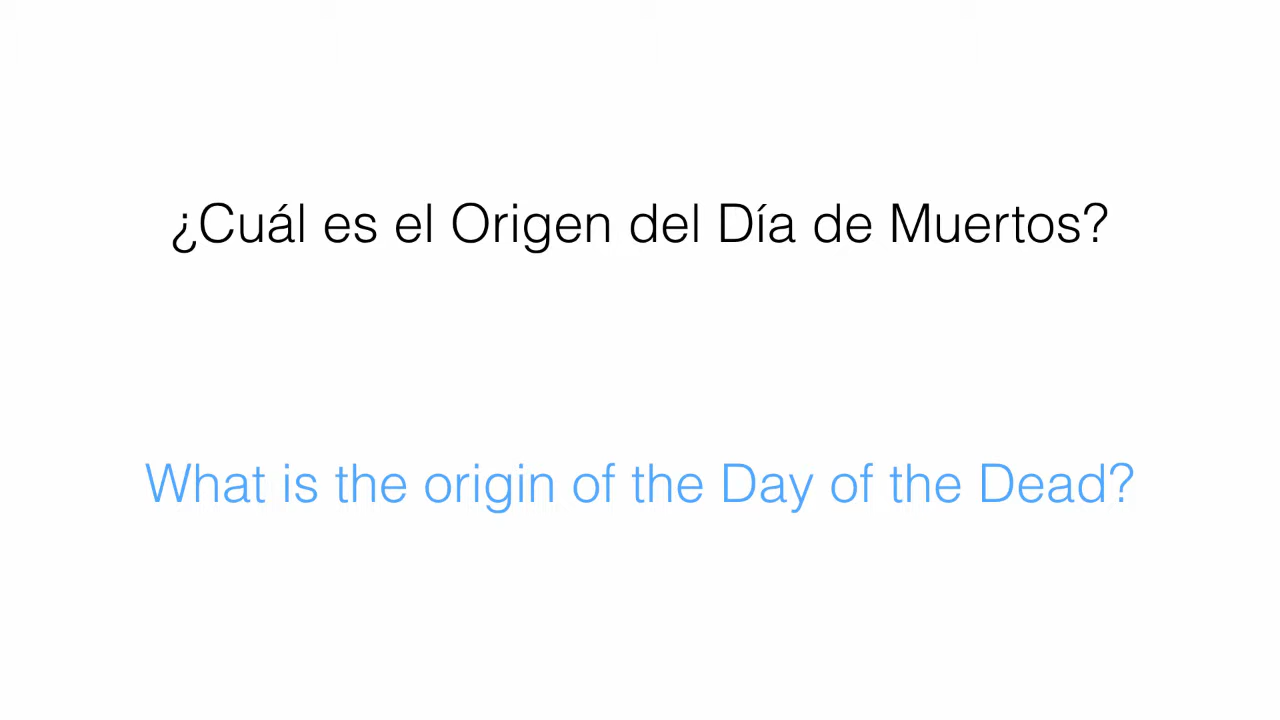 ¿Cuál es el Origen del Día de Muertos?
What is the origin of the Day of the Dead?